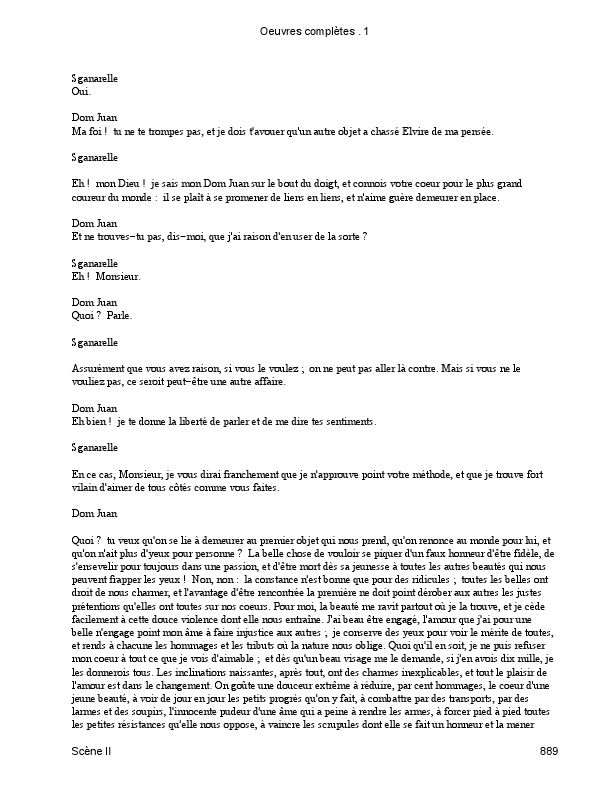 Oeuvres complètes . 1
Sganarelle
Oui.
Dom Juan
Ma foi ! tu ne te trompes pas, et je dois t'avouer qu'un autre objet a chassé Elvire de ma pensée.
Sganarelle
Eh ! mon Dieu ! je sais mon Dom Juan sur le bout du doigt, et connois votre coeur pour le plus grand
coureur du monde : il se plaît à se promener de liens en liens, et n'aime guère demeurer en place.
Dom Juan
Et ne trouves-tu pas, dis-moi, que j'ai raison d'en user de la sorte ?
Sganarelle
Eh ! Monsieur.
Dom Juan
Quoi ? Parle.
Sganarelle
Assurément que vous avez raison, si vous le voulez ; on ne peut pas aller là contre. Mais si vous ne le
vouliez pas, ce seroit peut-être une autre affaire.
Dom Juan
Eh bien ! je te donne la liberté de parler et de me dire tes sentiments.
Sganarelle
En ce cas, Monsieur, je vous dirai franchement que je n'approuve point votre méthode, et que je trouve fort
vilain d'aimer de tous côtés comme vous faites.
Dom Juan
Quoi ? tu veux qu'on se lie à demeurer au premier objet qui nous prend, qu'on renonce au monde pour lui, et
qu'on n'ait plus d'yeux pour personne ? La belle chose de vouloir se piquer d'un faux honneur d'être fidèle, de
s'ensevelir pour toujours dans une passion, et d'être mort dès sa jeunesse à toutes les autres beautés qui nous
peuvent frapper les yeux ! Non, non : la constance n'est bonne que pour des ridicules ; toutes les belles ont
droit de nous charmer, et l'avantage d'être rencontrée la première ne doit point dérober aux autres les justes
prétentions qu'elles ont toutes sur nos coeurs. Pour moi, la beauté me ravit partout où je la trouve, et je cède
facilement à cette douce violence dont elle nous entraîne. J'ai beau être engagé, l'amour que j'ai pour une
belle n'engage point mon âme à faire injustice aux autres ; je conserve des yeux pour voir le mérite de toutes,
et rends à chacune les hommages et les tributs où la nature nous oblige. Quoi qu'il en soit, je ne puis refuser
mon coeur à tout ce que je vois d'aimable ; et dès qu'un beau visage me le demande, si j'en avois dix mille, je
les donnerois tous. Les inclinations naissantes, après tout, ont des charmes inexplicables, et tout le plaisir de
l'amour est dans le changement. On goûte une douceur extrême à réduire, par cent hommages, le coeur d'une
jeune beauté, à voir de jour en jour les petits progrès qu'on y fait, à combattre par des transports, par des
larmes et des soupirs, l'innocente pudeur d'une âme qui a peine à rendre les armes, à forcer pied à pied toutes
les petites résistances qu'elle nous oppose, à vaincre les scrupules dont elle se fait un honneur et la mener
Scène II
889